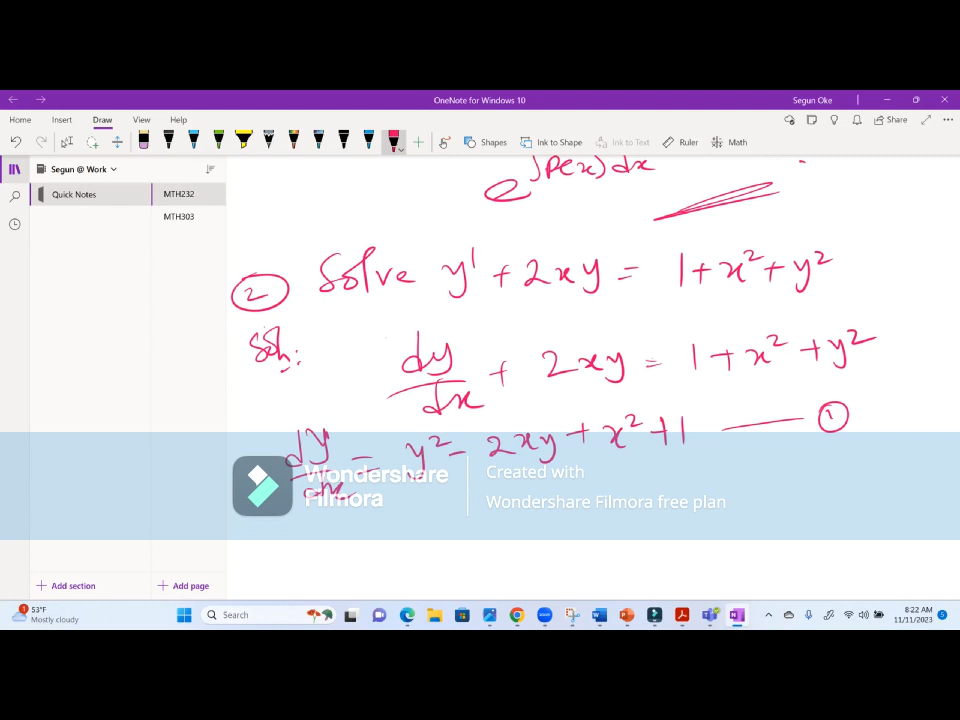 OneNote for Windows 10
Segun Oke
Home Insert Draw View Help
Share
Shapes Ink to Shape Ink to Text Ruler Math
Segun @ Work
Quick Notes
MTH232
MTH303
e^∫P(x)dx
② Solve y' + 2xy = 1+x²+y²
Soln:
dy/dx + 2xy = 1+x²+y²
dy/dx = y² - 2xy + x² + 1 —— ①
Wondershare Filmora
Created with
Wondershare Filmora free plan
+ Add section + Add page
1
53°F
Mostly cloudy
Search
8:22 AM
11/11/2023
5